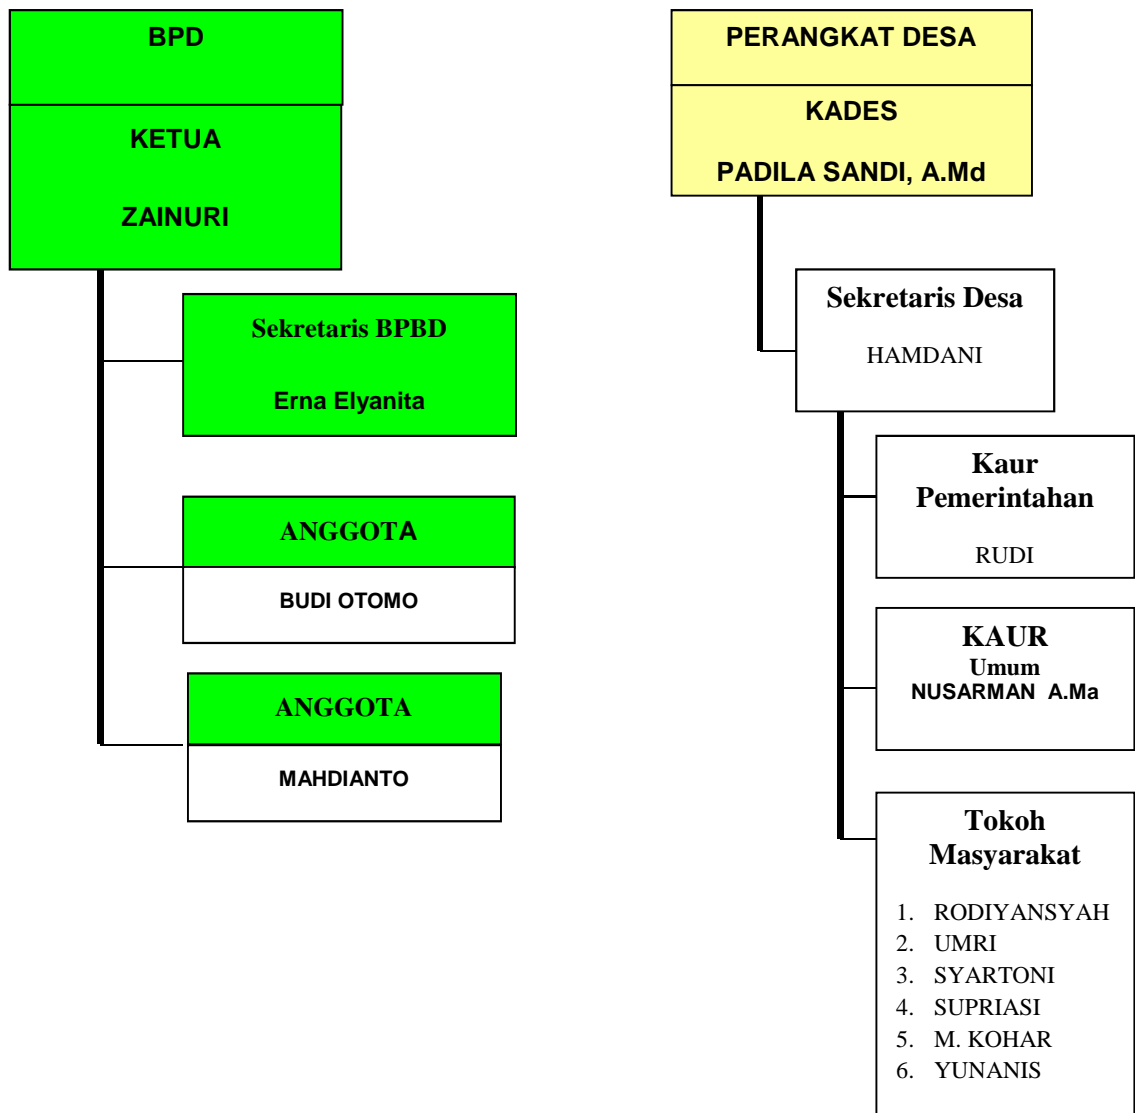 BPD
KETUA
ZAINURI
Sekretaris BPBD
Erna Elyanita
ANGGOTA
BUDI OTOMO
ANGGOTA
MAHDIANTO
PERANGKAT DESA
KADES
PADILA SANDI, A.Md
Sekretaris Desa
HAMDANI
Kaur
Pemerintahan
RUDI
KAUR
Umum
NUSARMAN A.Ma
Tokoh
Masyarakat
1. RODIYANSYAH
2. UMRI
3. SYARTONI
4. SUPRIASI
5. M. KOHAR
6. YUNANIS